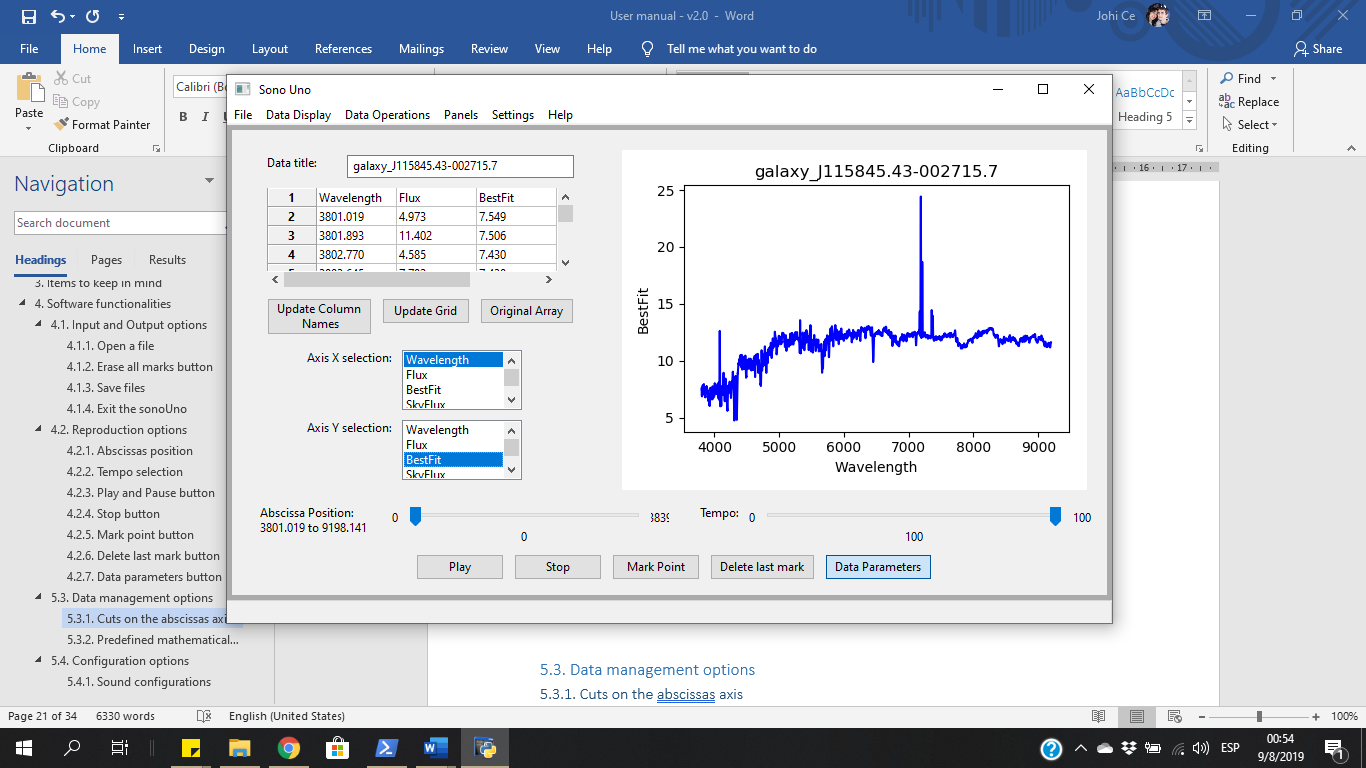 User manual - v2.0 - Word
Johi Ce
File Home Insert Design Layout References Mailings Review View Help Tell me what you want to do Share
Paste
Cut
Copy
Format Painter
Clipboard
Calibri (Bo
B I
AaBbCcDc
Heading 5
Find
Replace
Select
Editing
Navigation
Search document
Headings Pages Results
3. Items to keep in mind
4. Software functionalities
4.1. Input and Output options
4.1.1. Open a file
4.1.2. Erase all marks button
4.1.3. Save files
4.1.4. Exit the sonoUno
4.2. Reproduction options
4.2.1. Abscissas position
4.2.2. Tempo selection
4.2.3. Play and Pause button
4.2.4. Stop button
4.2.5. Mark point button
4.2.6. Delete last mark button
4.2.7. Data parameters button
5.3. Data management options
5.3.1. Cuts on the abscissas axi
5.3.2. Predefined mathematical...
5.4. Configuration options
5.4.1. Sound configurations
Sono Uno
File Data Display Data Operations Panels Settings Help
Data title: galaxy_J115845.43-002715.7
1 Wavelength Flux BestFit
2 3801.019 4.973 7.549
3 3801.893 11.402 7.506
4 3802.770 4.585 7.430
Update Column
Names
Update Grid
Original Array
Axis X selection:
Wavelength
Flux
BestFit
SkyFlux
Axis Y selection:
Wavelength
Flux
BestFit
SkyFlux
galaxy_J115845.43-002715.7
25
20
15
10
5
BestFit
4000 5000 6000 7000 8000 9000
Wavelength
Abscissa Position:
3801.019 to 9198.141
0 3839
0
Tempo: 0 100
100
Play Stop Mark Point Delete last mark Data Parameters
16 17
5.3. Data management options
5.3.1. Cuts on the abscissas axis
Page 21 of 34 6330 words English (United States) 100%
ESP
00:54
9/8/2019
1